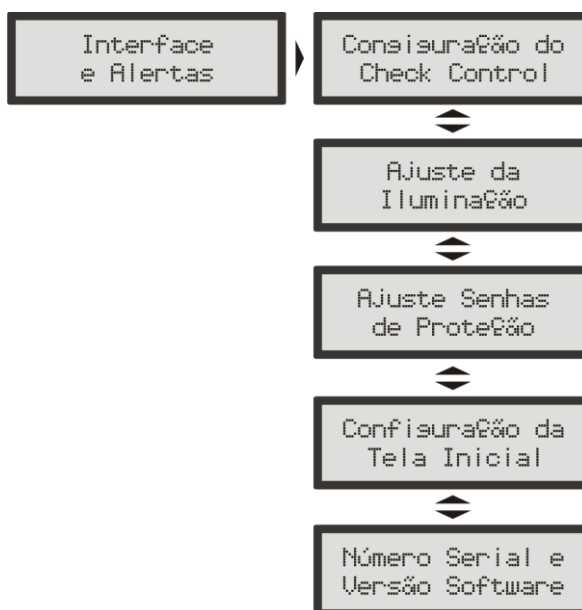 Interface
e Alertas
Consiguração do
Check Control
Ajuste da
Iluminação
Ajuste Senhas
de Proteção
Configuração da
Tela Inicial
Número Serial e
Versão Software